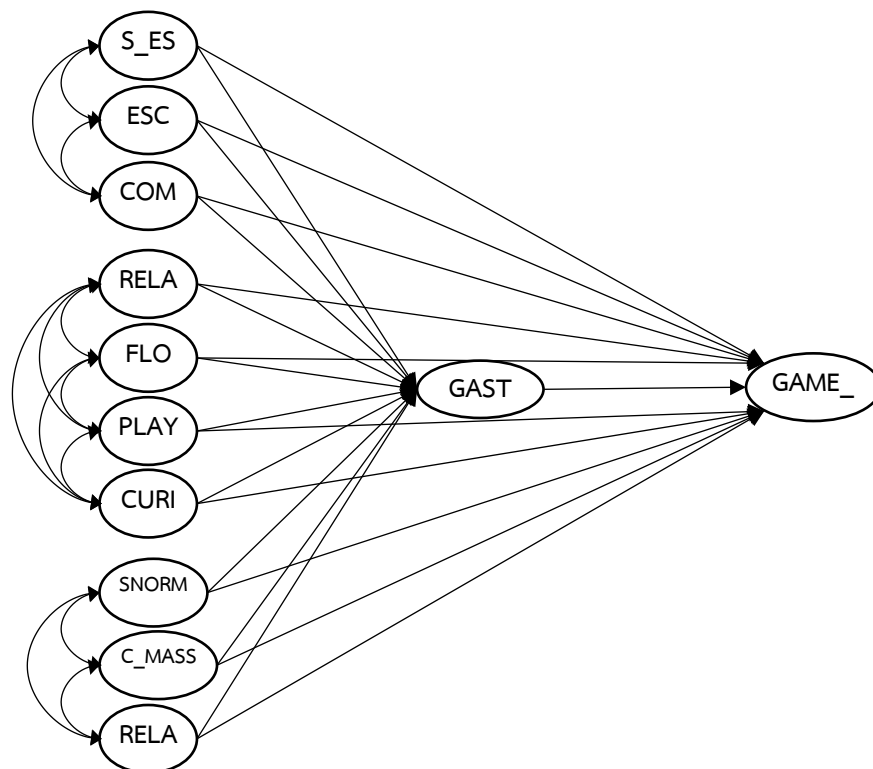 S_ES
ESC
COM
RELA
FLO
PLAY
CURI
GAST
GAME_
SNORM
C_MASS
RELA